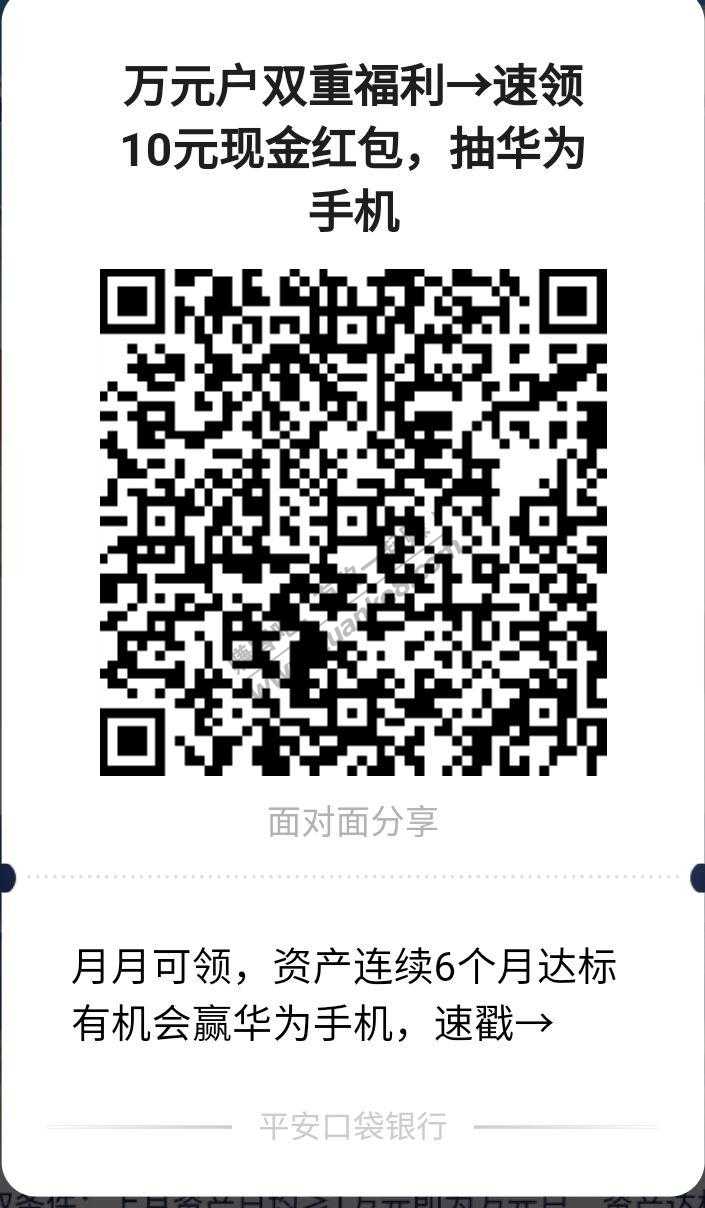 万元户双重福利→速领
10元现金红包，抽华为
手机
面对面分享
月月可领，资产连续6个月达标
有机会赢华为手机，速戳→
平安口袋银行